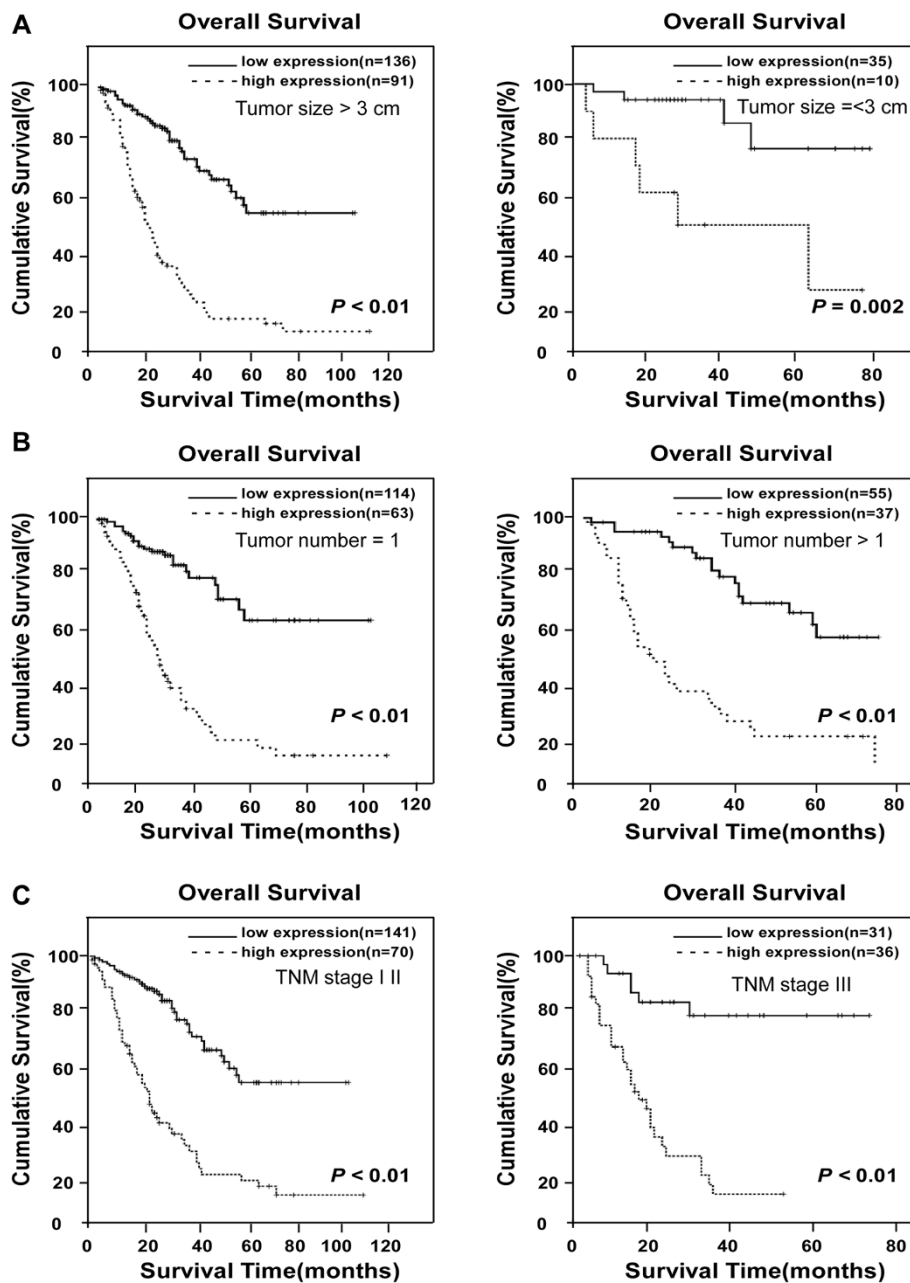 A
Overall Survival
low expression(n=136)
high expression(n=91)
Tumor size > 3 cm
Cumulative Survival(%)
100
80
60
40
20
0
P < 0.01
0 20 40 60 80 100 120
Survival Time(months)
Overall Survival
low expression(n=35)
high expression(n=10)
Tumor size =<3 cm
Cumulative Survival(%)
100
80
60
40
20
0
P = 0.002
0 20 40 60 80
Survival Time(months)
B
Overall Survival
low expression(n=114)
high expression(n=63)
Tumor number = 1
Cumulative Survival(%)
100
80
60
40
20
0
P < 0.01
0 20 40 60 80 100 120
Survival Time(months)
Overall Survival
low expression(n=55)
high expression(n=37)
Tumor number > 1
Cumulative Survival(%)
100
80
60
40
20
0
P < 0.01
0 20 40 60 80
Survival Time(months)
C
Overall Survival
low expression(n=141)
high expression(n=70)
TNM stage I II
Cumulative Survival(%)
100
80
60
40
20
0
P < 0.01
0 20 40 60 80 100 120
Survival Time(months)
Overall Survival
low expression(n=31)
high expression(n=36)
TNM stage III
Cumulative Survival(%)
100
80
60
40
20
0
P < 0.01
0 20 40 60 80
Survival Time(months)